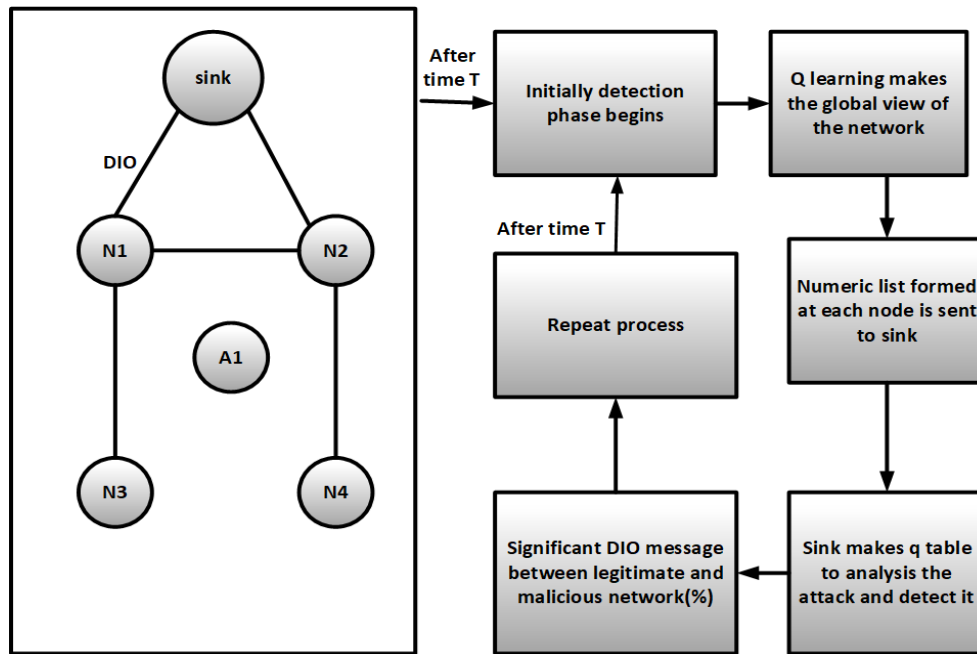 sink
DIO
N1
N2
A1
N3
N4
After
time T
Initially detection
phase begins
Q learning makes
the global view of
the network
Numeric list formed
at each node is sent
to sink
Sink makes q table
to analysis the
attack and detect it
Significant DIO message
between legitimate and
malicious network(%)
Repeat process
After time T